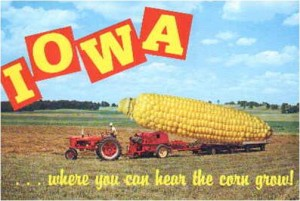 IOWA
. . . where you can hear the corn grow!